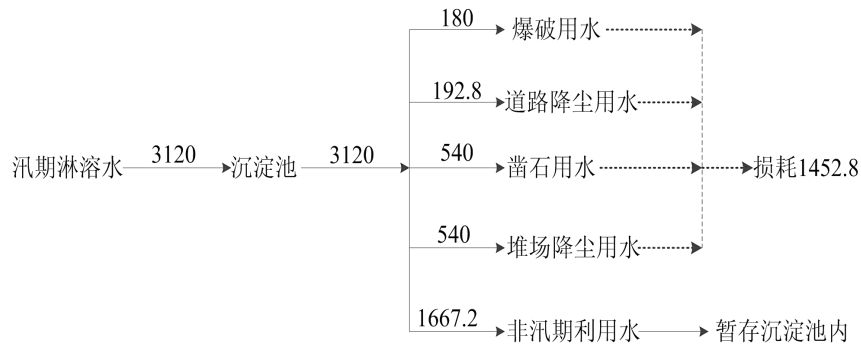 180
爆破用水
192.8
道路降尘用水
汛期淋溶水
3120
沉淀池
3120
540
凿石用水
损耗1452.8
540
堆场降尘用水
1667.2
非汛期利用水
暂存沉淀池内